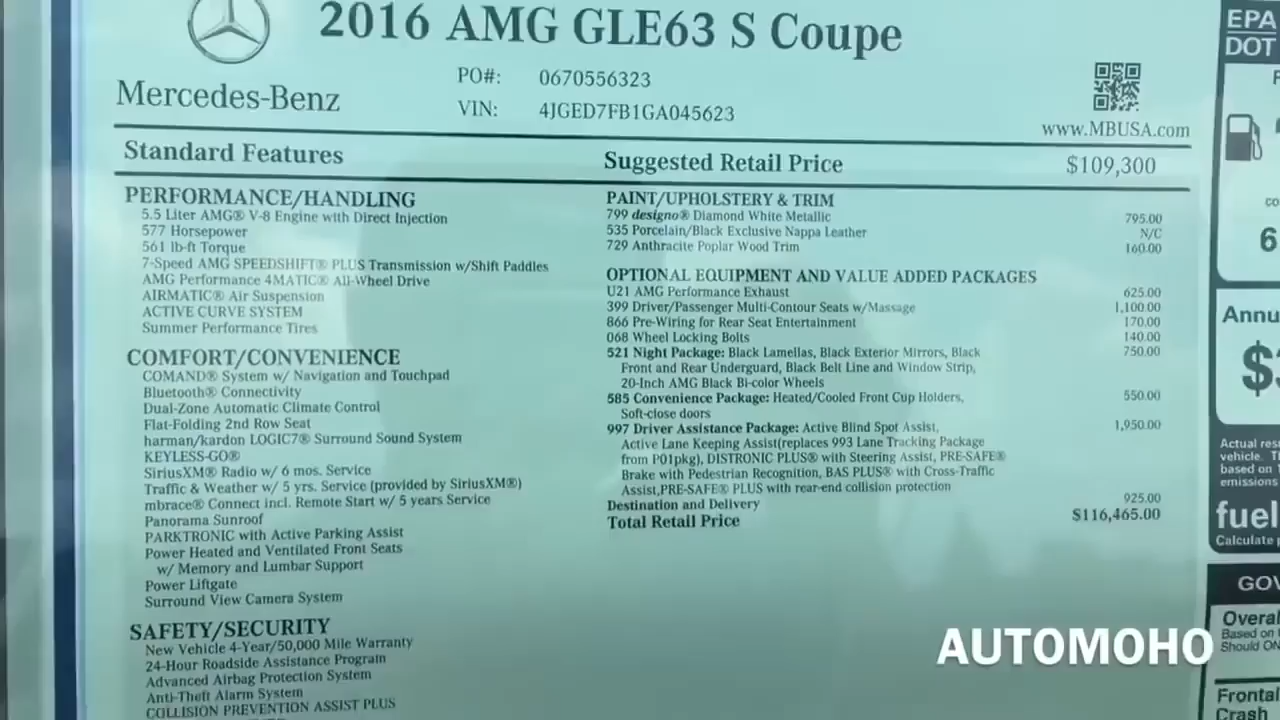 2016 AMG GLE63 S Coupe
Mercedes-Benz
PO#: 0670556323
VIN: 4JGED7FB1GA045623
www.MBUSA.com
Standard Features
Suggested Retail Price $109,300
PERFORMANCE/HANDLING
5.5 Liter AMG® V-8 Engine with Direct Injection
577 Horsepower
561 lb-ft Torque
7-Speed AMG SPEEDSHIFT® PLUS Transmission w/Shift Paddles
AMG Performance 4MATIC® All-Wheel Drive
AIRMATIC® Air Suspension
ACTIVE CURVE SYSTEM
Summer Performance Tires
COMFORT/CONVENIENCE
COMAND® System w/ Navigation and Touchpad
Bluetooth® Connectivity
Dual-Zone Automatic Climate Control
Flat-Folding 2nd Row Seat
harman/kardon LOGIC7® Surround Sound System
KEYLESS-GO®
SiriusXM® Radio w/ 6 mos. Service
Traffic & Weather w/ 5 yrs. Service (provided by SiriusXM®)
mbrace® Connect incl. Remote Start w/ 5 years Service
Panorama Sunroof
PARKTRONIC with Active Parking Assist
Power Heated and Ventilated Front Seats
w/ Memory and Lumbar Support
Power Liftgate
Surround View Camera System
SAFETY/SECURITY
New Vehicle 4-Year/50,000 Mile Warranty
24-Hour Roadside Assistance Program
Advanced Airbag Protection System
Anti-Theft Alarm System
COLLISION PREVENTION ASSIST PLUS
PAINT/UPHOLSTERY & TRIM
799 designo® Diamond White Metallic 795.00
535 Porcelain/Black Exclusive Nappa Leather N/C
729 Anthracite Poplar Wood Trim 160.00
OPTIONAL EQUIPMENT AND VALUE ADDED PACKAGES
U21 AMG Performance Exhaust 625.00
399 Driver/Passenger Multi-Contour Seats w/Massage 1,100.00
866 Pre-Wiring for Rear Seat Entertainment 170.00
068 Wheel Locking Bolts 140.00
521 Night Package: Black Lamellas, Black Exterior Mirrors, Black 750.00
Front and Rear Underguard, Black Belt Line and Window Strip,
20-Inch AMG Black Bi-color Wheels
585 Convenience Package: Heated/Cooled Front Cup Holders, 550.00
Soft-close doors
997 Driver Assistance Package: Active Blind Spot Assist, 1,950.00
Active Lane Keeping Assist(replaces 993 Lane Tracking Package
from P01pkg), DISTRONIC PLUS® with Steering Assist, PRE-SAFE®
Brake with Pedestrian Recognition, BAS PLUS® with Cross-Traffic
Assist,PRE-SAFE® PLUS with rear-end collision protection
Destination and Delivery 925.00
Total Retail Price $116,465.00
EPA
DOT
6
Annu
Actual res
vehicle. T
based on
emissions
fuel
Calculate
GOV
Overal
Based on
Should ON
Frontal
Crash
AUTOMOHO